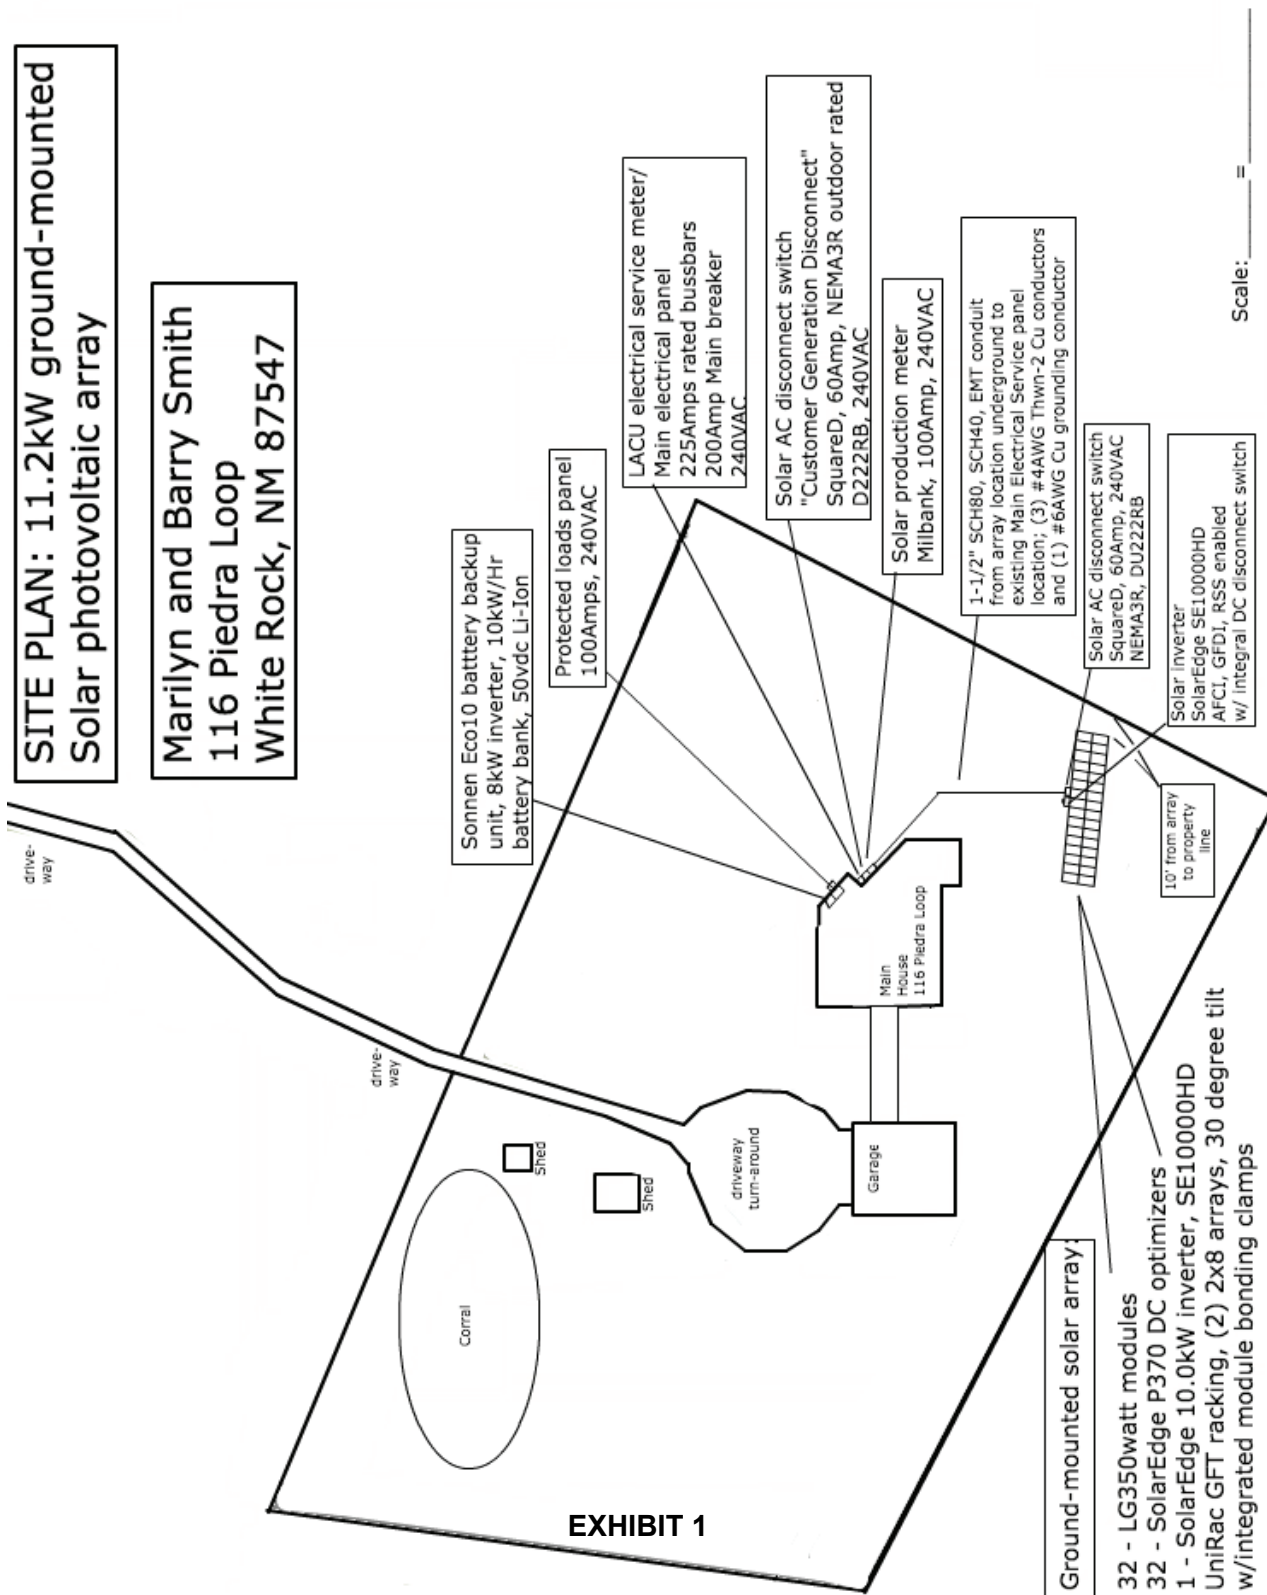 SITE PLAN: 11.2kW ground-mounted
Solar photovoltaic array
Marilyn and Barry Smith
116 Piedra Loop
White Rock, NM 87547
drive-
way
drive-
way
Sonnen Eco10 batttery backup
unit, 8kW inverter, 10kW/Hr
battery bank, 50vdc Li-Ion
Protected loads panel
100Amps, 240VAC
LACU electrical service meter/
Main electrical panel
225Amps rated bussbars
200Amp Main breaker
240VAC
Solar AC disconnect switch
"Customer Generation Disconnect"
SquareD, 60Amp, NEMA3R outdoor rated
D222RB, 240VAC
Solar production meter
Milbank, 100Amp, 240VAC
1-1/2" SCH80, SCH40, EMT conduit
from array location underground to
existing Main Electrical Service panel
location; (3) #4AWG Thwn-2 Cu conductors
and (1) #6AWG Cu grounding conductor
Solar AC disconnect switch
SquareD, 60Amp, 240VAC
NEMA3R, DU222RB
Solar inverter
SolarEdge SE10000HD
AFCI, GFDI, RSS enabled
w/ integral DC disconnect switch
10' from array
to property
line
Corral
Shed
Shed
driveway
turn-around
Garage
Main
House
116 Piedra Loop
Ground-mounted solar array:
32 - LG350watt modules
32 - SolarEdge P370 DC optimizers
1 - SolarEdge 10.0kW inverter, SE10000HD
UniRac GFT racking, (2) 2x8 arrays, 30 degree tilt
w/integrated module bonding clamps
Scale:______ = __________
EXHIBIT 1